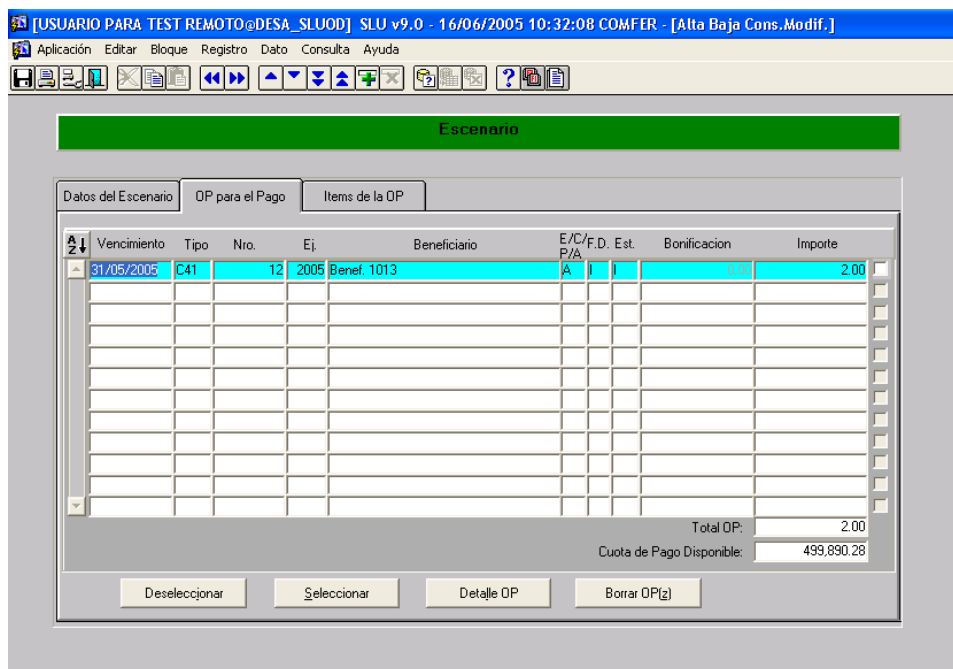 [USUARIO PARA TEST REMOTO@DESA_SLUOD] SLU v9.0 - 16/06/2005 10:32:08 COMFER - [Alta Baja Cons.Modif.]
Aplicación Editar Bloque Registro Dato Consulta Ayuda
Escenario
Datos del Escenario OP para el Pago Items de la OP
A Z Vencimiento Tipo Nro. Ej. Beneficiario E/C/ P/A F.D. Est. Bonificacion Importe
31/05/2005 C41 12 2005 Benef. 1013 A I I 0.00 2.00
Total OP: 2.00
Cuota de Pago Disponible: 499,890.28
Deseleccionar Seleccionar Detalle OP Borrar OP(z)